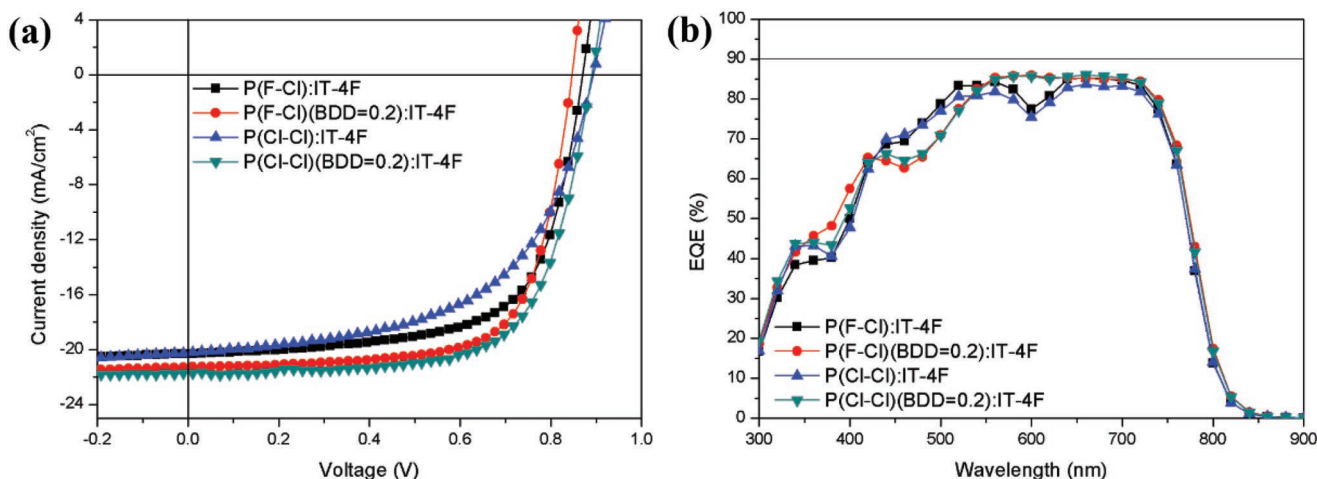 (a)
4
0
-4
-8
-12
-16
-20
-24
Current density (mA/cm²)
P(F-Cl):IT-4F
P(F-Cl)(BDD=0.2):IT-4F
P(Cl-Cl):IT-4F
P(Cl-Cl)(BDD=0.2):IT-4F
-0.2 0.0 0.2 0.4 0.6 0.8 1.0
Voltage (V)
(b)
100
90
80
70
60
50
40
30
20
10
0
EQE (%)
P(F-Cl):IT-4F
P(F-Cl)(BDD=0.2):IT-4F
P(Cl-Cl):IT-4F
P(Cl-Cl)(BDD=0.2):IT-4F
300 400 500 600 700 800 900
Wavelength (nm)